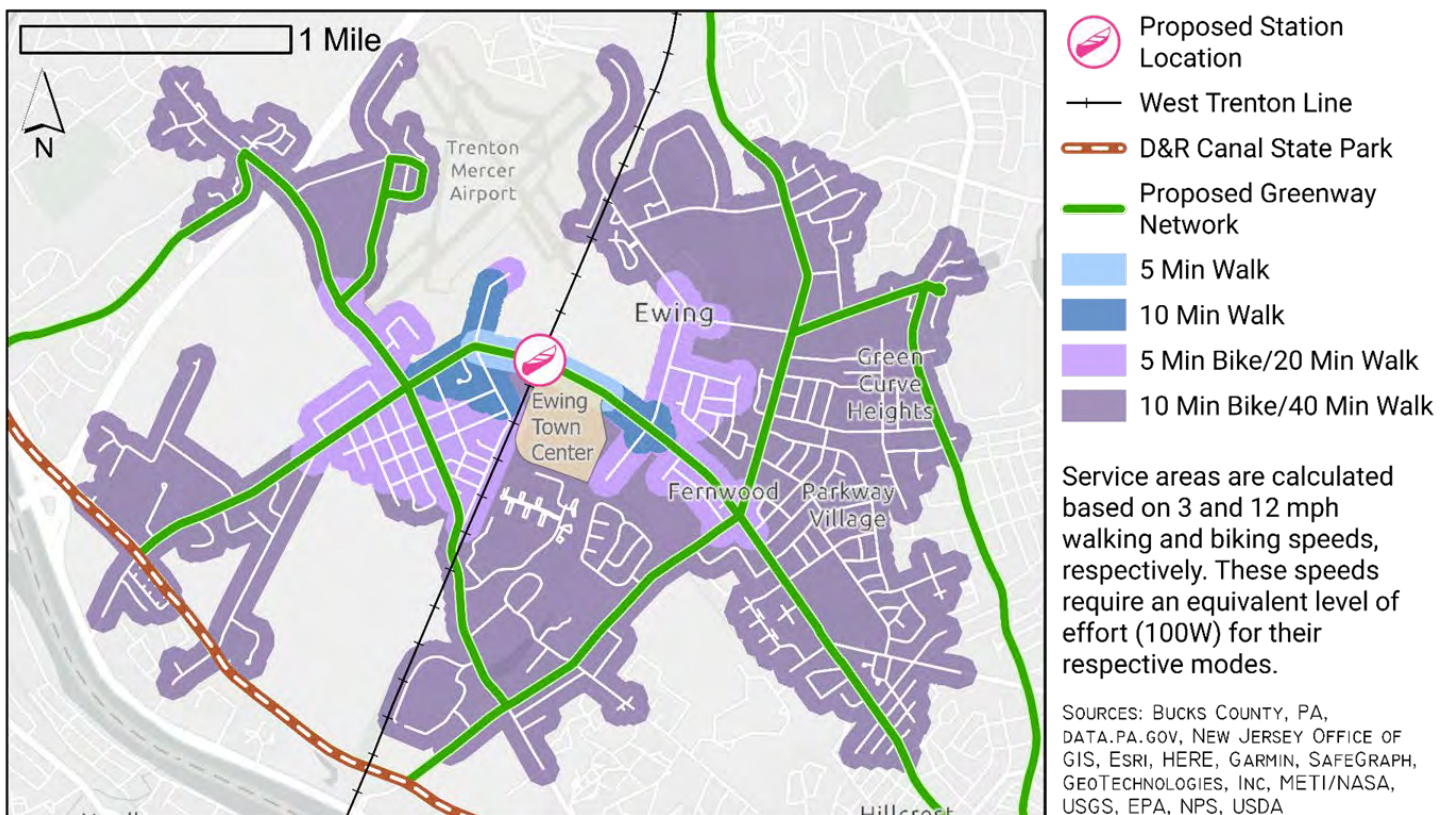 1 Mile
N
Trenton
Mercer
Airport
Ewing
Green
Curve
Heights
Ewing
Town
Center
Fernwood
Parkway
Village
Hillcrest
Proposed Station
Location
West Trenton Line
D&R Canal State Park
Proposed Greenway
Network
5 Min Walk
10 Min Walk
5 Min Bike/20 Min Walk
10 Min Bike/40 Min Walk
Service areas are calculated
based on 3 and 12 mph
walking and biking speeds,
respectively. These speeds
require an equivalent level of
effort (100W) for their
respective modes.
SOURCES: BUCKS COUNTY, PA,
DATA.PA.GOV, NEW JERSEY OFFICE OF
GIS, ESRI, HERE, GARMIN, SAFEGRAPH,
GEOTECHNOLOGIES, INC, METI/NASA,
USGS, EPA, NPS, USDA